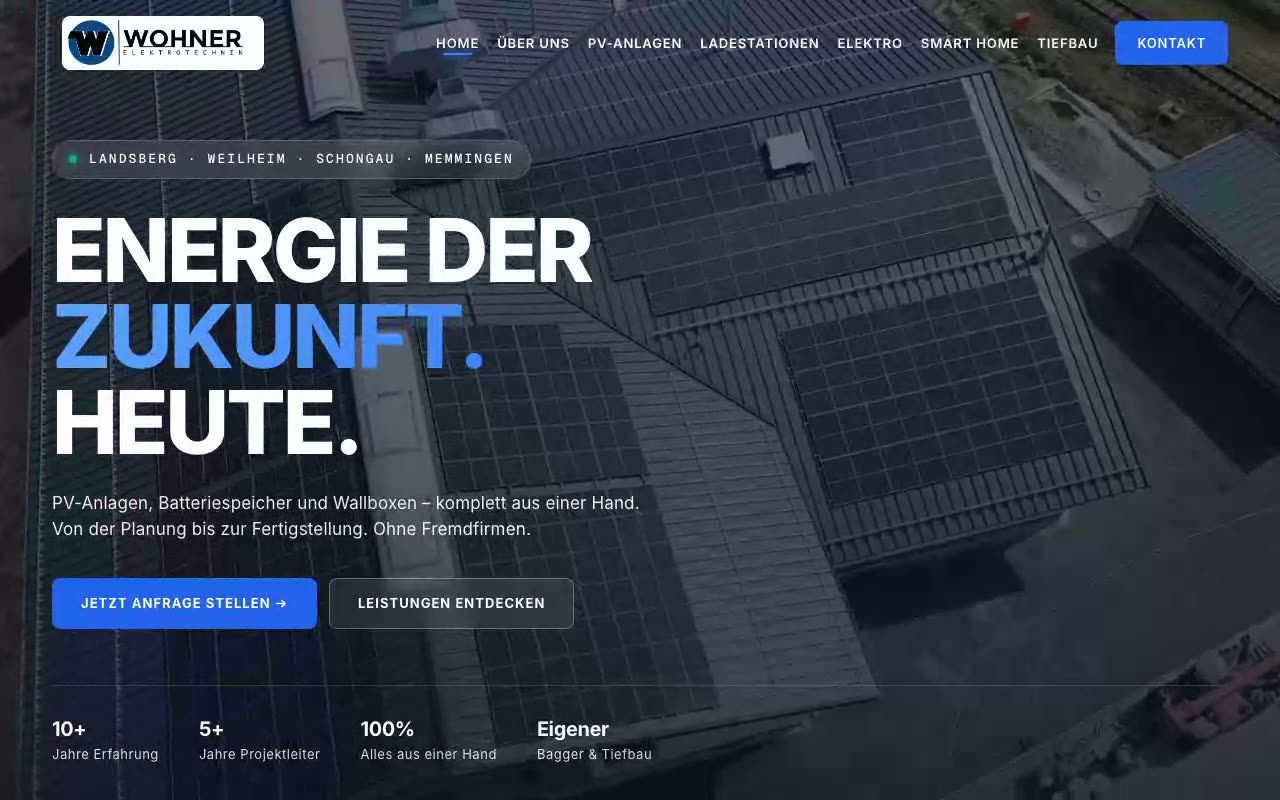 WOHNER
ELEKTROTECHNIK
HOME ÜBER UNS PV-ANLAGEN LADESTATIONEN ELEKTRO SMART HOME TIEFBAU KONTAKT
LANDSBERG · WEILHEIM · SCHONGAU · MEMMINGEN
ENERGIE DER
ZUKUNFT.
HEUTE.
PV-Anlagen, Batteriespeicher und Wallboxen – komplett aus einer Hand.
Von der Planung bis zur Fertigstellung. Ohne Fremdfirmen.
JETZT ANFRAGE STELLEN → LEISTUNGEN ENTDECKEN
10+ 5+ 100% Eigener
Jahre Erfahrung Jahre Projektleiter Alles aus einer Hand Bagger & Tiefbau